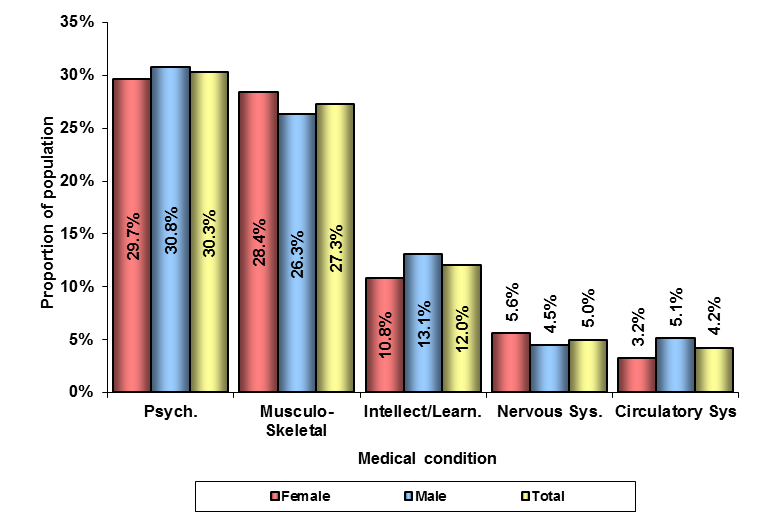 35%
30%
25%
20%
15%
10%
5%
0%
Proportion of population
29.7%
30.8%
30.3%
28.4%
26.3%
27.3%
10.8%
13.1%
12.0%
5.6%
4.5%
5.0%
3.2%
5.1%
4.2%
Psych.
Musculo-
Skeletal
Intellect/Learn.
Nervous Sys.
Circulatory Sys
Medical condition
Female
Male
Total